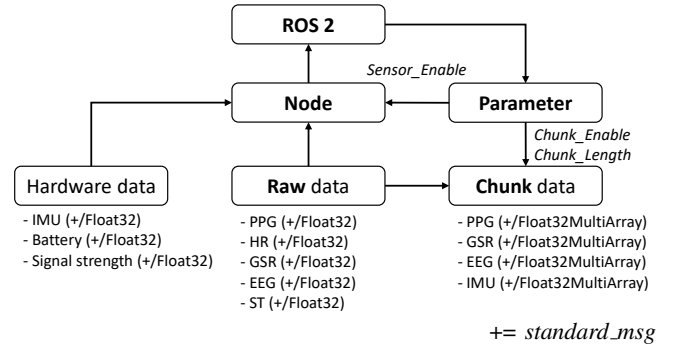 ROS 2
Sensor_Enable
Node
Parameter
Chunk_Enable
Chunk_Length
Hardware data
Raw data
Chunk data
- IMU (+/Float32)
- Battery (+/Float32)
- Signal strength (+/Float32)
- PPG (+/Float32)
- HR (+/Float32)
- GSR (+/Float32)
- EEG (+/Float32)
- ST (+/Float32)
- PPG (+/Float32MultiArray)
- GSR (+/Float32MultiArray)
- EEG (+/Float32MultiArray)
- IMU (+/Float32MultiArray)
+= standard_msg